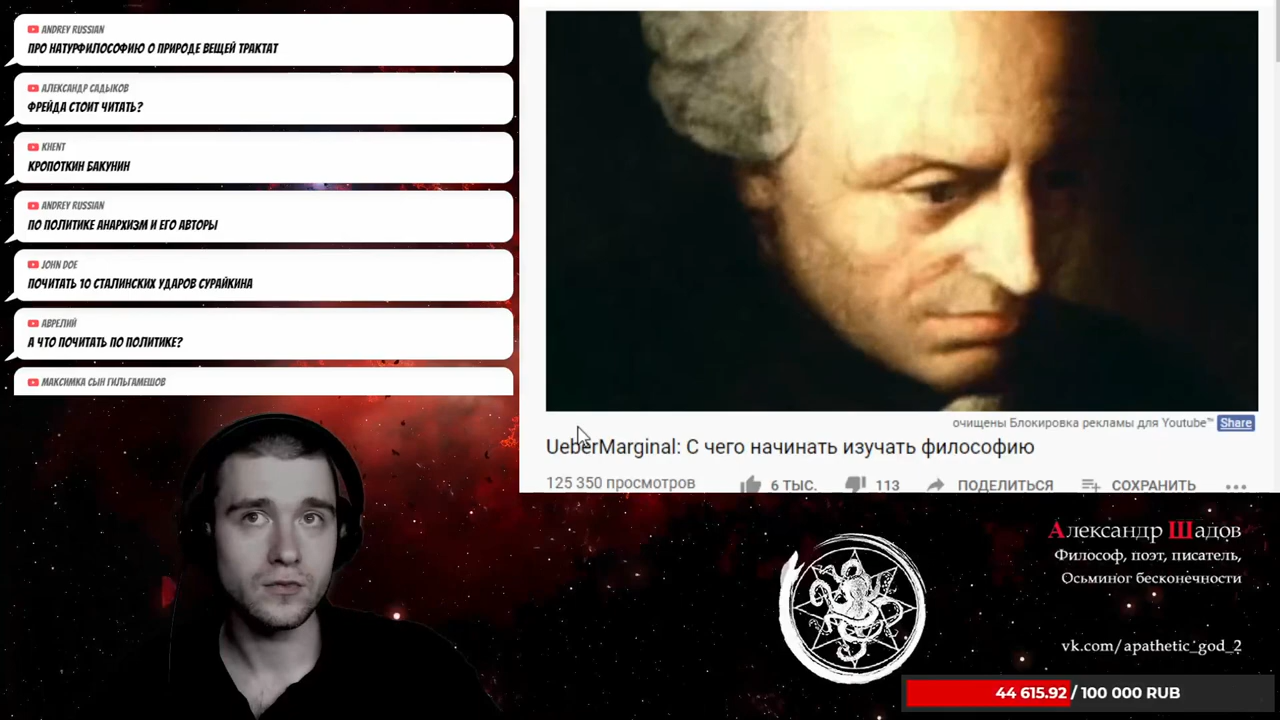 ANDREY RUSSIAN
ПРО НАТУРФИЛОСОФИЮ О ПРИРОДЕ ВЕЩЕЙ ТРАКТАТ
АЛЕКСАНДР САДЫКОВ
ФРЕЙДА СТОИТ ЧИТАТЬ?
KHENT
КРОПОТКИН БАКУНИН
ANDREY RUSSIAN
ПО ПОЛИТИКЕ АНАРХИЗМ И ЕГО АВТОРЫ
JOHN DOE
ПОЧИТАТЬ 10 СТАЛИНСКИХ УДАРОВ СУРАЙКИНА
АВРЕЛИЙ
А ЧТО ПОЧИТАТЬ ПО ПОЛИТИКЕ?
МАКСИМКА СЫН ГИЛЬГАМЕШОВ
очищены Блокировка рекламы для Youtube™ Share
UeberMarginal: С чего начинать изучать философию
125 350 просмотров 6 ТЫС. 113 ПОДЕЛИТЬСЯ СОХРАНИТЬ
Александр Шадов
Философ, поэт, писатель,
Осьминог бесконечности
vk.com/apathetic_god_2
44 615.92 / 100 000 RUB